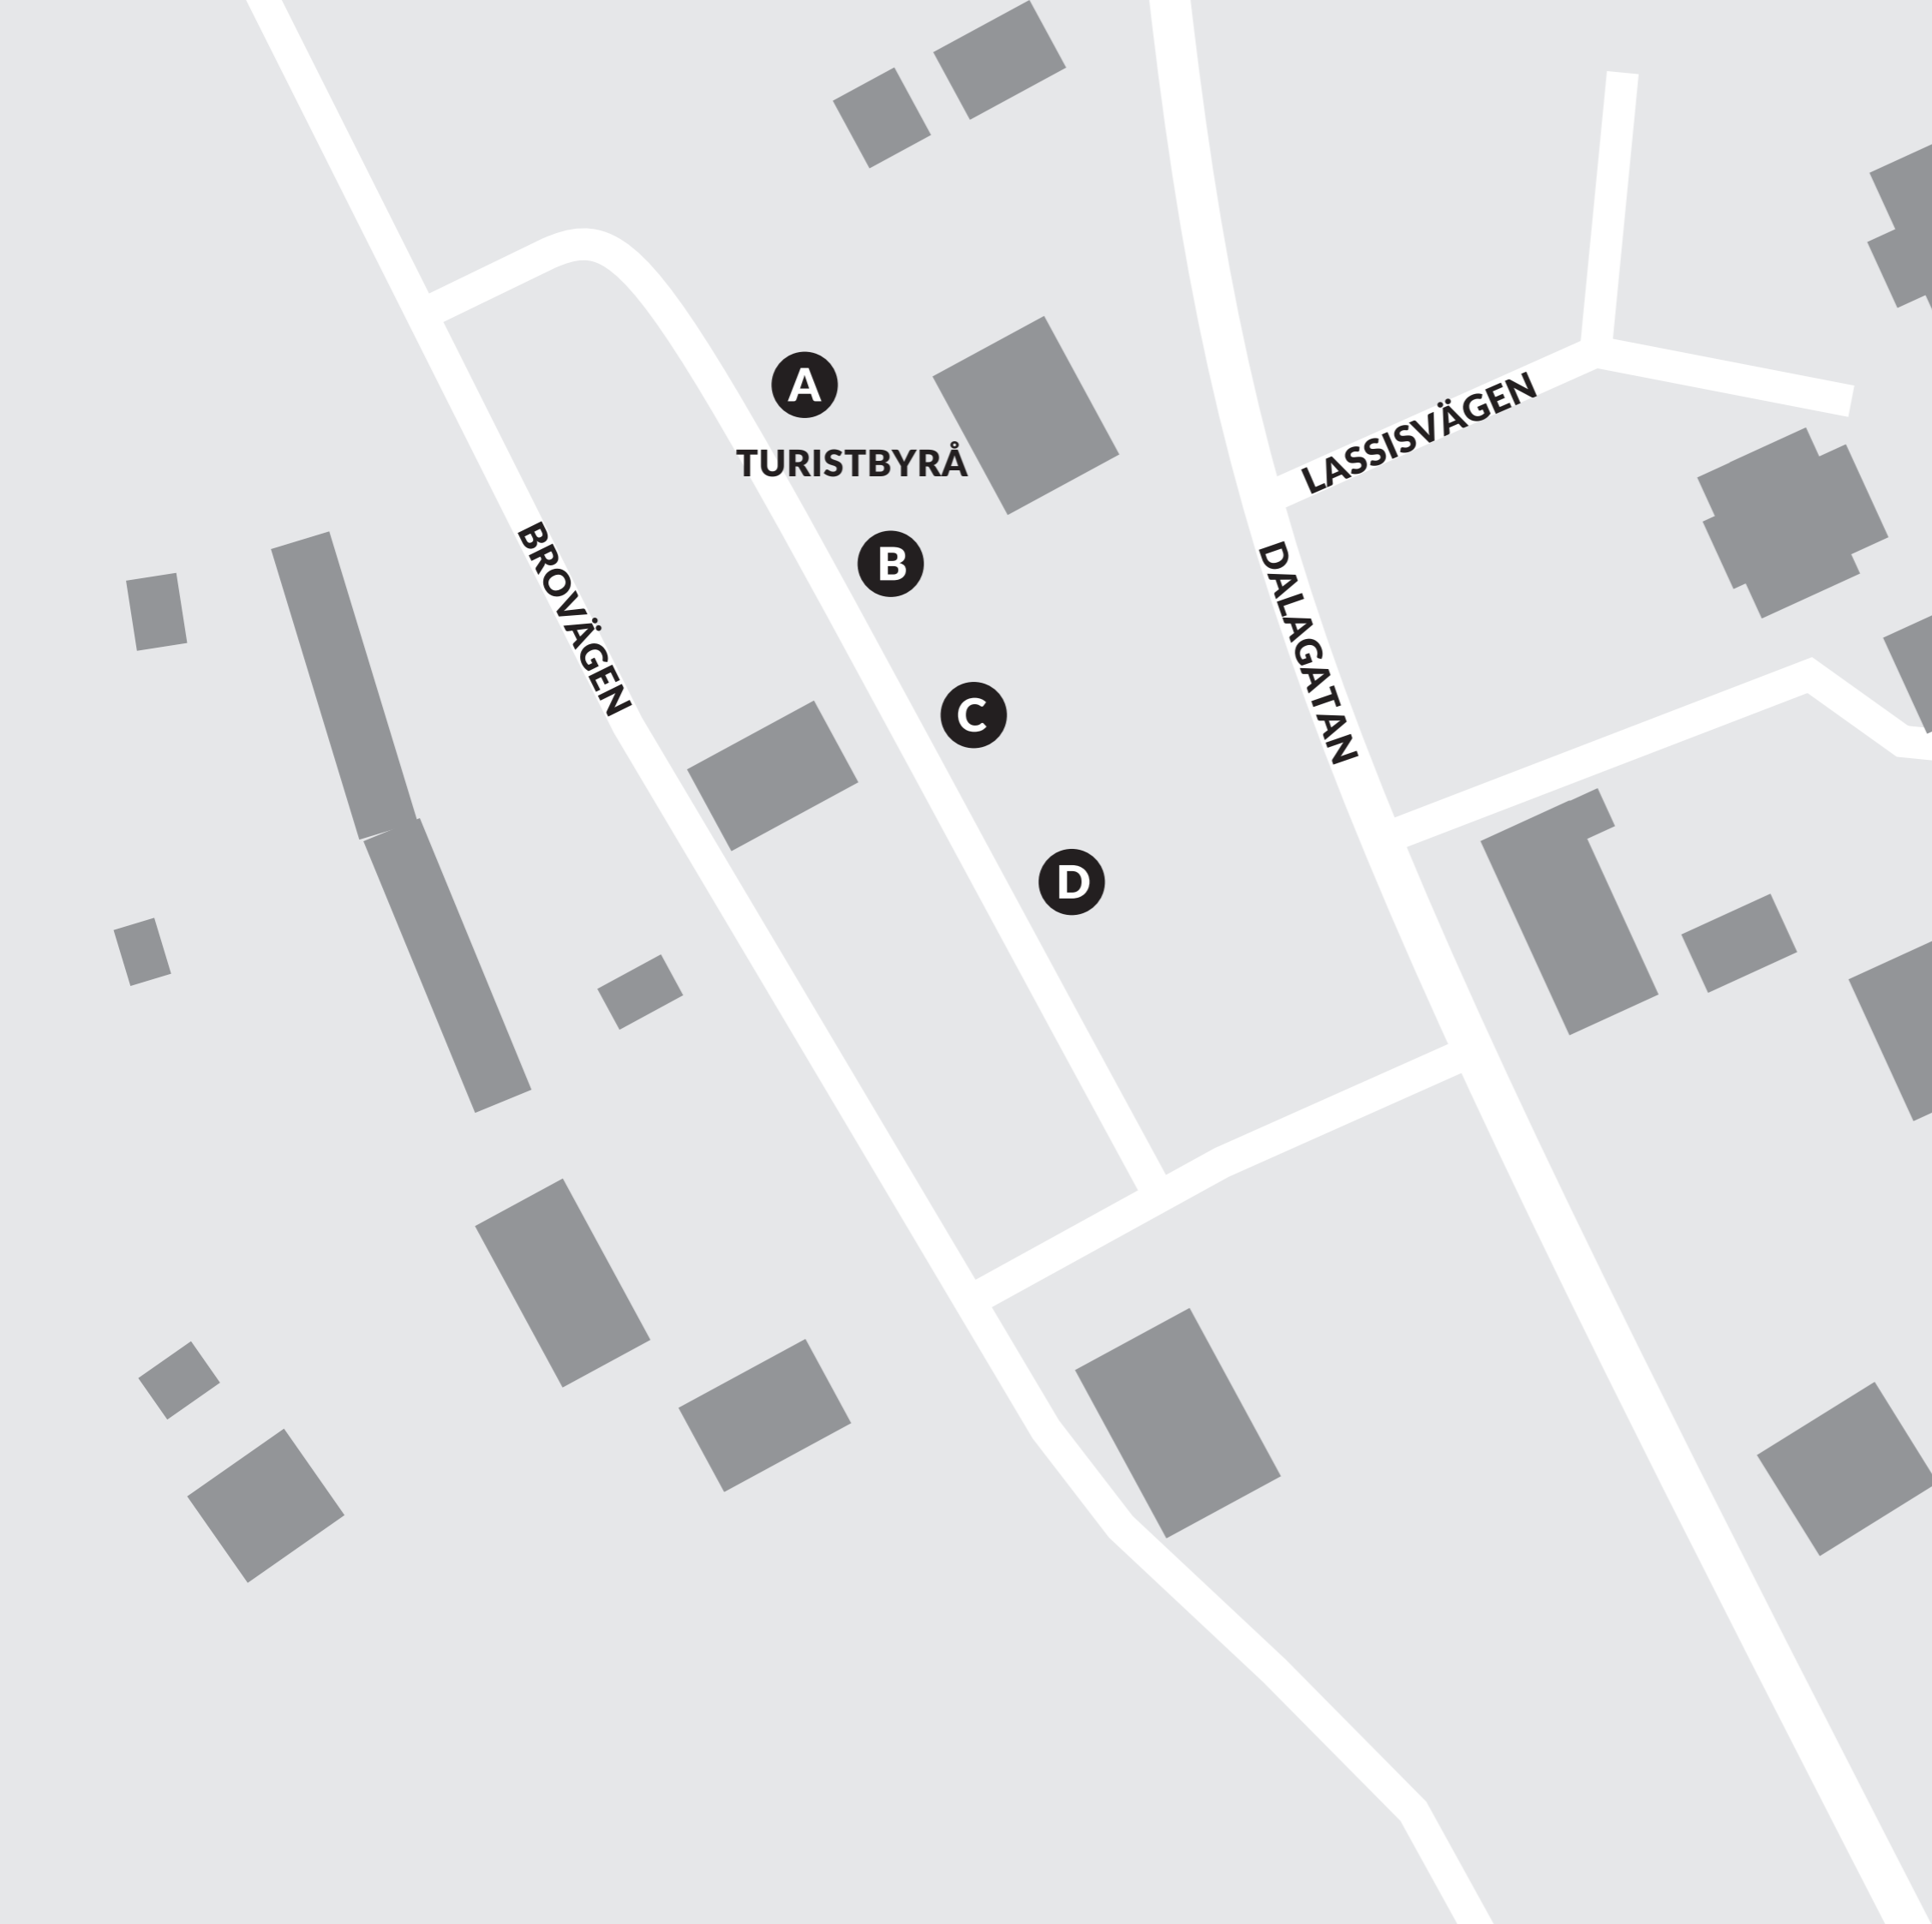 A
TURISTBYRÅ
LASSISVÄGEN
BROVÄGEN
B
DALAGATAN
C
D